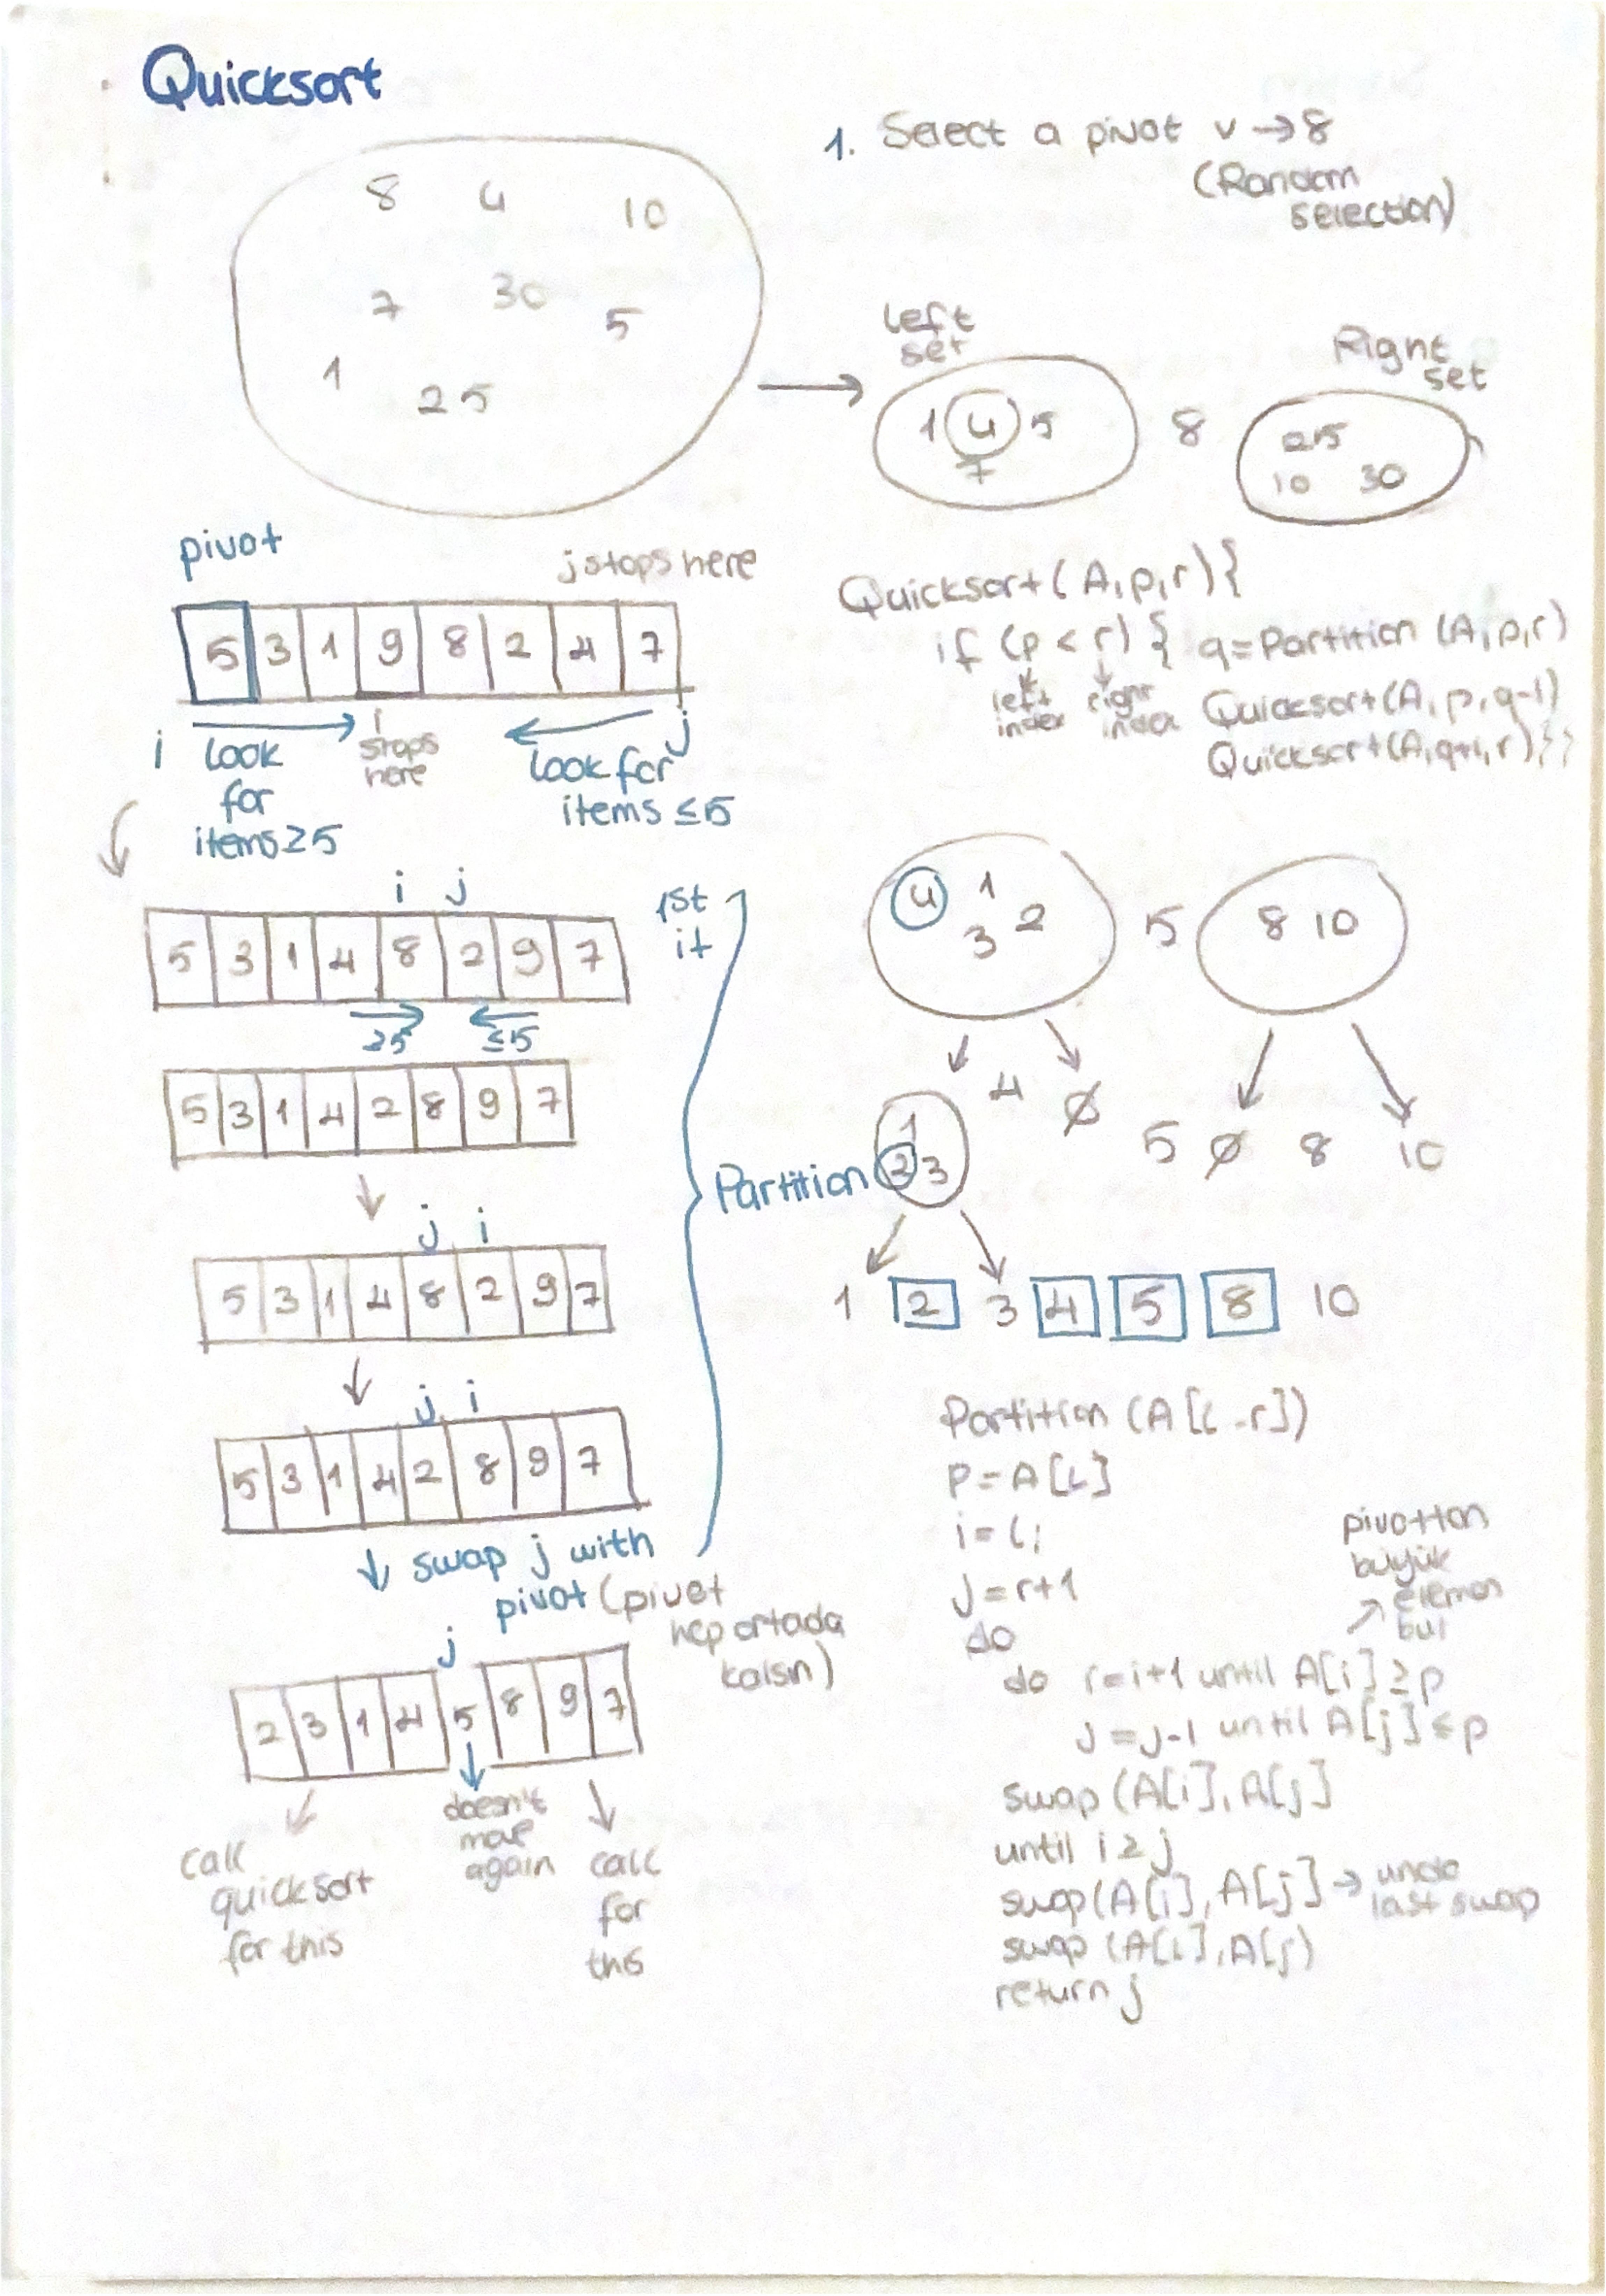 Quicksort
8 4 10
7 30 5
1 25
1. Select a pivot v → 8
(Random
selection)
left
set
1 4 5
7
8
Right
set
25
10 30
pivot
j stops here
5 3 1 9 8 2 4 7
i look
for
items ≥ 5
i
stops
here
j
look for
items ≤ 5
Quicksort(A,p,r){
if (p < r) { q = Partition (A,p,r)
left
index
right
index
Quicksort(A,p,q-1)
Quicksort(A,q+1,r)}}
i j
5 3 1 4 8 2 9 7
≥5 ≤5
1st
it
5 3 1 4 2 8 9 7
j i
5 3 1 4 8 2 9 7
j i
5 3 1 4 2 8 9 7
Partition
↓ swap j with
pivot (pivot
hep ortada
kalsın)
j
2 3 1 4 5 8 9 7
call
quicksort
for this
doesn't
move
again
call
for
this
4 1
3 2
5
8 10
1
2 3
4 ∅
5 ∅ 8 10
1 2 3 4 5 8 10
Partition (A[l..r])
p = A[L]
i = l;
j = r+1
do
pivottan
büyük
eleman
bul
do i=i+1 until A[i] ≥ p
j = j-1 until A[j] ≤ p
swap (A[i], A[j]
until i ≥ j
swap(A[i], A[j] → undo
last swap
swap (A[l], A[j)
return j